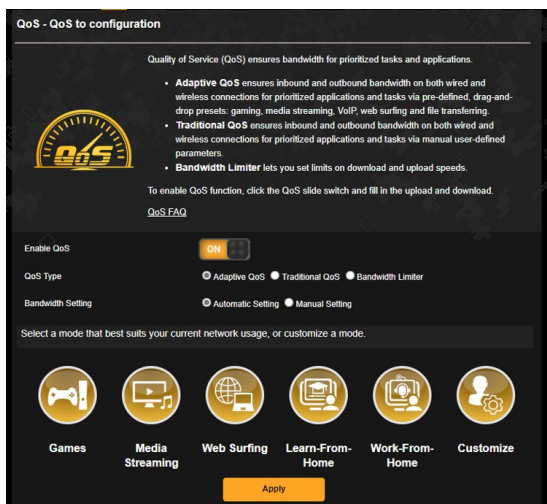 QoS - QoS to configuration
Quality of Service (QoS) ensures bandwidth for prioritized tasks and applications.
• Adaptive QoS ensures inbound and outbound bandwidth on both wired and
wireless connections for prioritized applications and tasks via pre-defined, drag-and-
drop presets: gaming, media streaming, VoIP, web surfing and file transferring.
• Traditional QoS ensures inbound and outbound bandwidth on both wired and
wireless connections for prioritized applications and tasks via manual user-defined
parameters.
• Bandwidth Limiter lets you set limits on download and upload speeds.
QoS
To enable QoS function, click the QoS slide switch and fill in the upload and download.
QoS FAQ
Enable QoS ON
QoS Type Adaptive QoS Traditional QoS Bandwidth Limiter
Bandwidth Setting Automatic Setting Manual Setting
Select a mode that best suits your current network usage, or customize a mode.
Games Media Web Surfing Learn-From- Work-From- Customize
Streaming Home Home
Apply